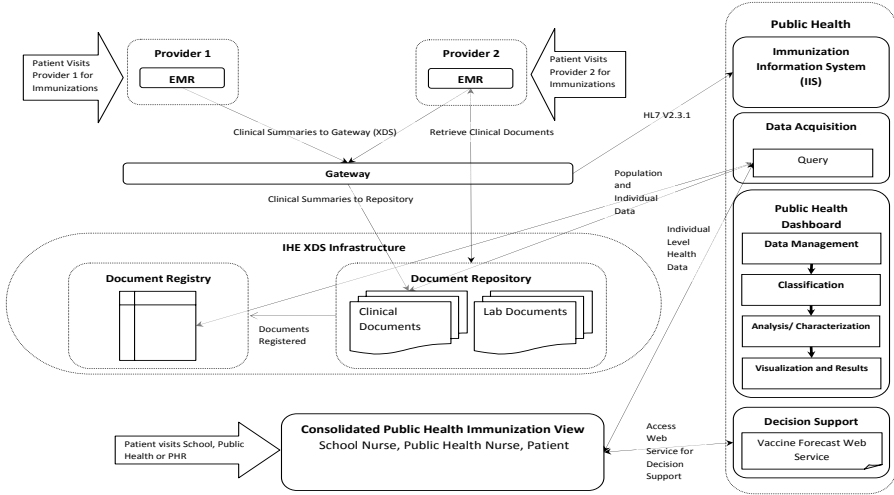 Public Health
Patient Visits
Provider 1 for
Immunizations
Provider 1
EMR
Provider 2
EMR
Patient Visits
Provider 2 for
Immunizations
Immunization
Information System
(IIS)
Clinical Summaries to Gateway (XDS)
Retrieve Clinical Documents
HL7 V2.3.1
Data Acquisition
Query
Gateway
Clinical Summaries to Repository
Population
and
Individual
Data
Individual
Level
Health
Data
Public Health
Dashboard
Data Management
Classification
Analysis/ Characterization
Visualization and Results
IHE XDS Infrastructure
Document Registry
Document Repository
Clinical
Documents
Lab Documents
Documents
Registered
Patient visits School, Public
Health or PHR
Consolidated Public Health Immunization View
School Nurse, Public Health Nurse, Patient
Access
Web
Service for
Decision
Support
Decision Support
Vaccine Forecast Web
Service